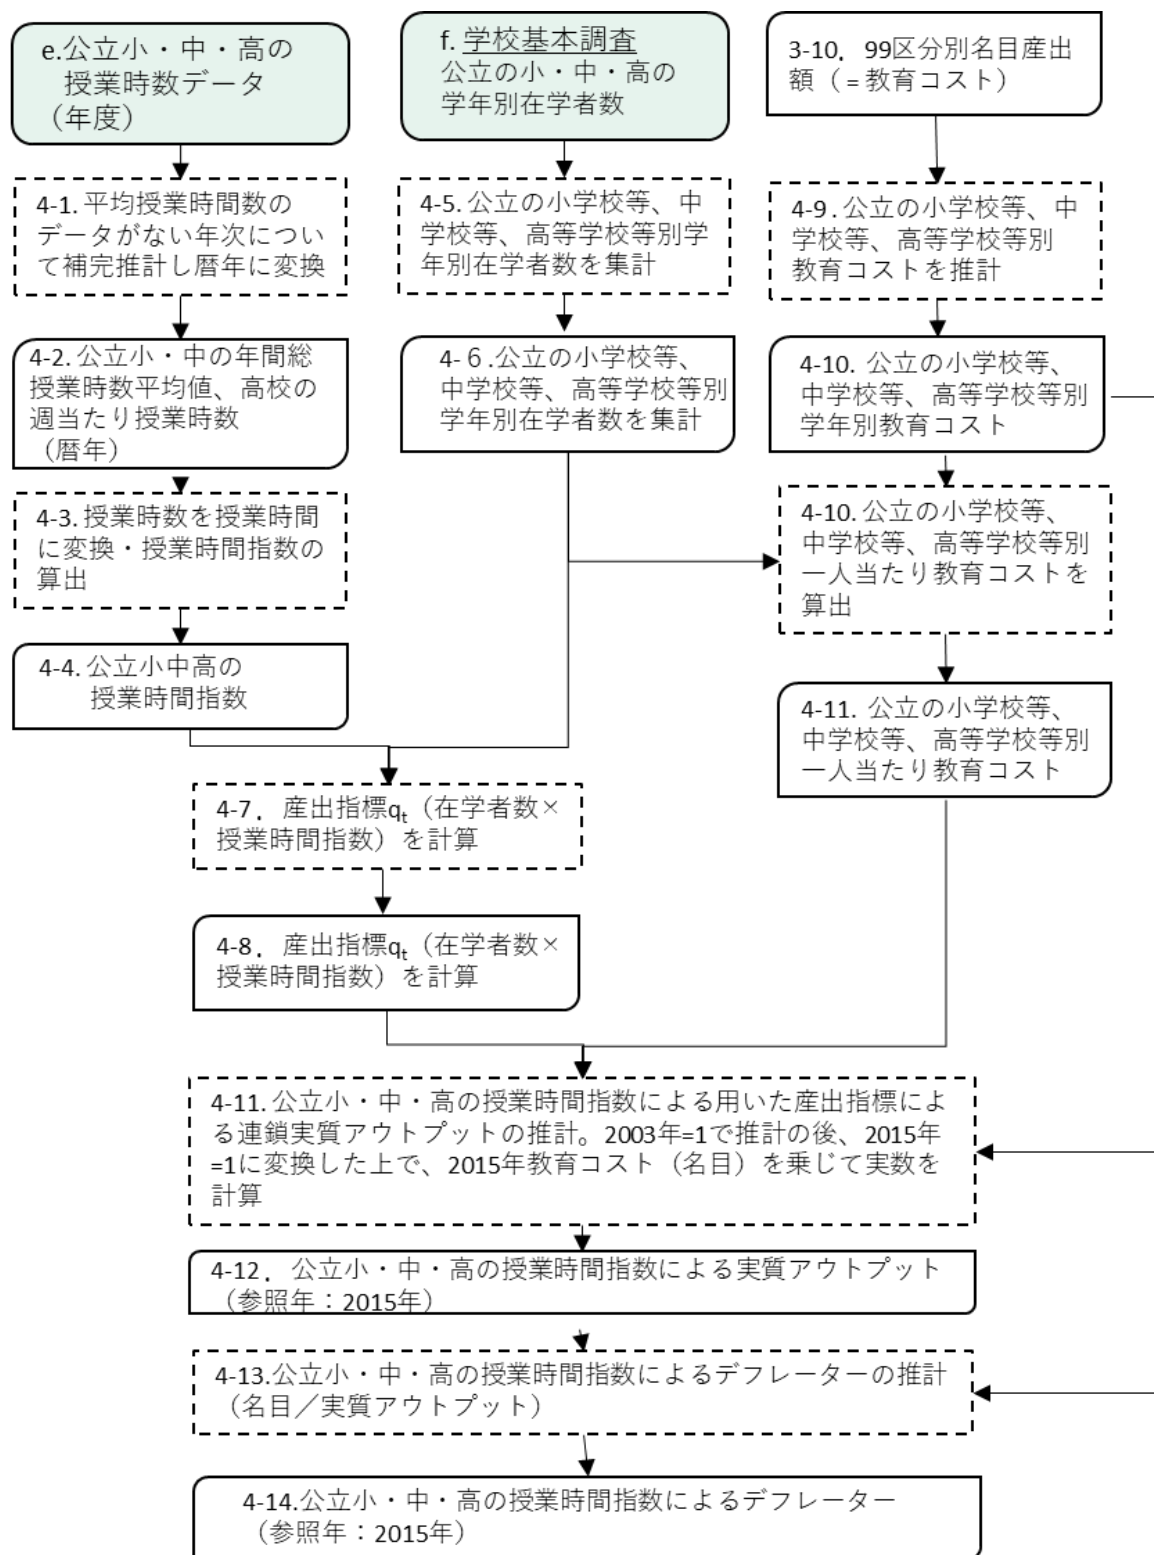 e.公立小・中・高の
授業時数データ
（年度）
f. 学校基本調査
公立の小・中・高の
学年別在学者数
3-10．99区分別名目産出
額（＝教育コスト）
4-1. 平均授業時間数の
データがない年次につい
て補完推計し暦年に変換
4-5. 公立の小学校等、中
学校等、高等学校等別学
年別在学者数を集計
4-9．公立の小学校等、中
学校等、高等学校等別
教育コストを推計
4-2. 公立小・中の年間総
授業時数平均値、高校の
週当たり授業時数
（暦年）
4-６.公立の小学校等、
中学校等、高等学校等別
学年別在学者数を集計
4-10. 公立の小学校等、
中学校等、高等学校等別
学年別教育コスト
4-3. 授業時数を授業時間
に変換・授業時間指数の
算出
4-10. 公立の小学校等、
中学校等、高等学校等別
一人当たり教育コストを
算出
4-4. 公立小中高の
授業時間指数
4-11. 公立の小学校等、
中学校等、高等学校等別
一人当たり教育コスト
4-7．産出指標qt（在学者数×
授業時間指数）を計算
4-8．産出指標qt（在学者数×
授業時間指数）を計算
4-11. 公立小・中・高の授業時間指数による用いた産出指標によ
る連鎖実質アウトプットの推計。2003年=1で推計の後、2015年
=1に変換した上で、2015年教育コスト（名目）を乗じて実数を
計算
4-12．公立小・中・高の授業時間指数による実質アウトプット
（参照年：2015年）
4-13.公立小・中・高の授業時間指数によるデフレーターの推計
（名目／実質アウトプット）
4-14.公立小・中・高の授業時間指数によるデフレーター
（参照年：2015年）